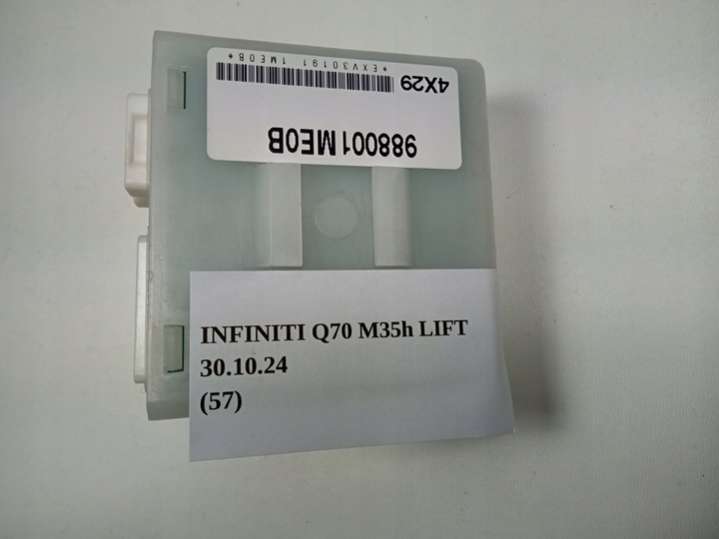 988001ME0B
4X29
*EXV30191 1ME0B*
INFINITI Q70 M35h LIFT
30.10.24
(57)